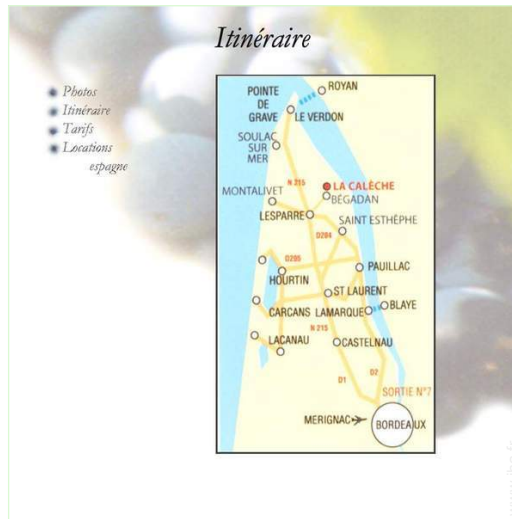 Itinéraire
Photos
Itinéraire
Tarifs
Locations
espagne
ROYAN
POINTE
DE
GRAVE
LE VERDON
SOULAC
SUR
MER
N 215
LA CALÈCHE
MONTALIVET
BÉGADAN
LESPARRE
SAINT ESTHÈPHE
D204
D205
PAUILLAC
HOURTIN
ST LAURENT
CARCANS
LAMARQUE
BLAYE
N 215
LACANAU
CASTELNAU
D1
D2
SORTIE N°7
MERIGNAC
BORDEAUX